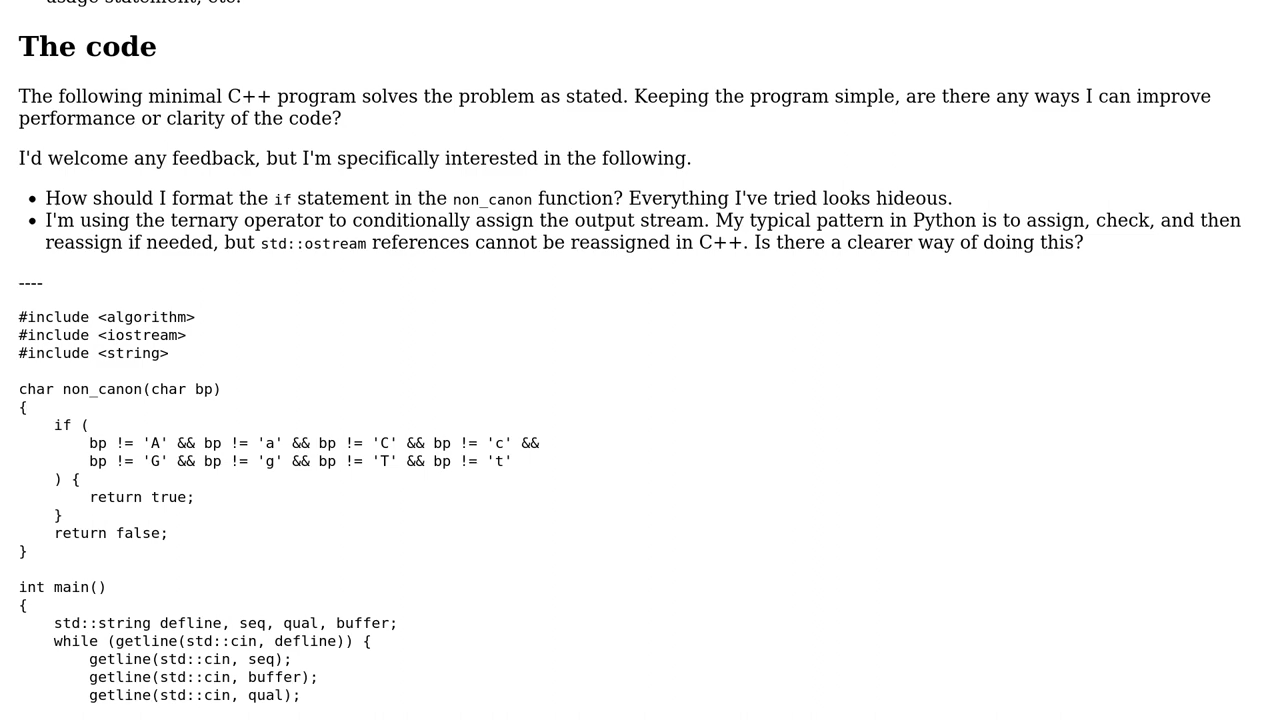 usage statement, etc.
The code
The following minimal C++ program solves the problem as stated. Keeping the program simple, are there any ways I can improve
performance or clarity of the code?
I'd welcome any feedback, but I'm specifically interested in the following.
• How should I format the if statement in the non_canon function? Everything I've tried looks hideous.
• I'm using the ternary operator to conditionally assign the output stream. My typical pattern in Python is to assign, check, and then
reassign if needed, but std::ostream references cannot be reassigned in C++. Is there a clearer way of doing this?
----
#include <algorithm>
#include <iostream>
#include <string>
char non_canon(char bp)
{
    if (
        bp != 'A' && bp != 'a' && bp != 'C' && bp != 'c' &&
        bp != 'G' && bp != 'g' && bp != 'T' && bp != 't'
    ) {
        return true;
    }
    return false;
}
int main()
{
    std::string defline, seq, qual, buffer;
    while (getline(std::cin, defline)) {
        getline(std::cin, seq);
        getline(std::cin, buffer);
        getline(std::cin, qual);